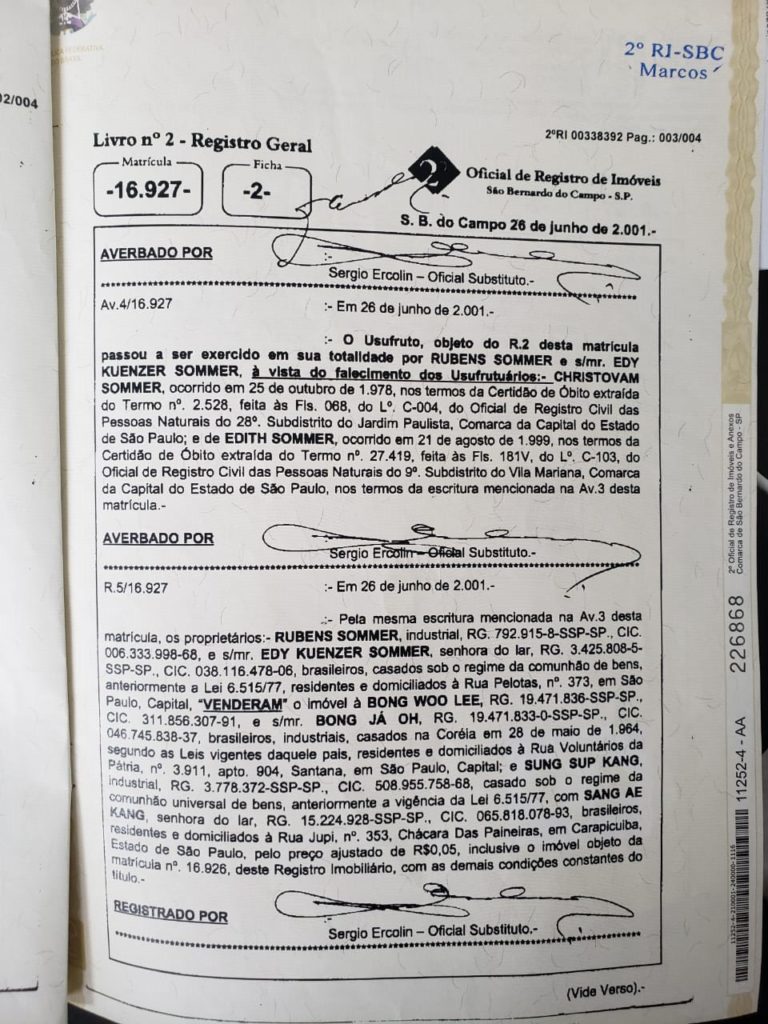 02/004
2º RI-SBC
Marcos
2ºRI 00338392 Pag.: 003/004
Livro nº 2 - Registro Geral
Matrícula
-16.927-
Ficha
-2-
2
Oficial de Registro de Imóveis
São Bernardo do Campo - S.P.
S. B. do Campo 26 de junho de 2.001.-
AVERBADO POR :-
Sergio Ercolin – Oficial Substituto.-
Av.4/16.927 :- Em 26 de junho de 2.001.-
:- O Usufruto, objeto do R.2 desta matrícula
passou a ser exercido em sua totalidade por RUBENS SOMMER e s/mr. EDY
KUENZER SOMMER, à vista do falecimento dos Usufrutuários:- CHRISTOVAM
SOMMER, ocorrido em 25 de outubro de 1.978, nos termos da Certidão de Óbito extraída
do Termo nº. 2.528, feita às Fls. 068, do Lº. C-004, do Oficial de Registro Civil das
Pessoas Naturais do 28º. Subdistrito do Jardim Paulista, Comarca da Capital do Estado
de São Paulo; e de EDITH SOMMER, ocorrido em 21 de agosto de 1.999, nos termos da
Certidão de Óbito extraída do Termo nº. 27.419, feita às Fls. 181V, do Lº. C-103, do
Oficial de Registro Civil das Pessoas Naturais do 9º. Subdistrito do Vila Mariana, Comarca
da Capital do Estado de São Paulo, nos termos da escritura mencionada na Av.3 desta
matrícula.-
AVERBADO POR
Sergio Ercolin – Oficial Substituto.-
R.5/16.927 :- Em 26 de junho de 2.001.-
.:- Pela mesma escritura mencionada na Av.3 desta
matrícula, os proprietários:- RUBENS SOMMER, industrial, RG. 792.915-8-SSP-SP., CIC.
006.333.998-68, e s/mr. EDY KUENZER SOMMER, senhora do lar, RG. 3.425.808-5-
SSP-SP., CIC. 038.116.478-06, brasileiros, casados sob o regime da comunhão de bens,
anteriormente a Lei 6.515/77, residentes e domiciliados à Rua Pelotas, nº. 373, em São
Paulo, Capital, "VENDERAM" o imóvel à BONG WOO LEE, RG. 19.471.836-SSP-SP.,
CIC. 311.856.307-91, e s/mr. BONG JÁ OH, RG. 19.471.833-0-SSP-SP., CIC.
046.745.838-37, brasileiros, industriais, casados na Coréia em 28 de maio de 1.964,
segundo as Leis vigentes daquele pais, residentes e domiciliados à Rua Voluntários da
Pátria, nº. 3.911, apto. 904, Santana, em São Paulo, Capital; e SUNG SUP KANG,
industrial, RG. 3.778.372-SSP-SP., CIC. 508.955.758-68, casado sob o regime da
comunhão universal de bens, anteriormente a vigência da Lei 6.515/77, com SANG AE
KANG, senhora do lar, RG. 15.224.928-SSP-SP., CIC. 065.818.078-93, brasileiros,
residentes e domiciliados à Rua Jupi, nº. 353, Chácara Das Paineiras, em Carapicuiba,
Estado de São Paulo, pelo preço ajustado de R$0,05, inclusive o imóvel objeto da
matrícula nº. 16.926, deste Registro Imobiliário, com as demais condições constantes do
título.-
REGISTRADO POR
Sergio Ercolin – Oficial Substituto.-
(Vide Verso).-
2º Oficial de Registro de Imóveis e Anexos
Comarca de São Bernardo do Campo - SP
11252-4 - AA 226868